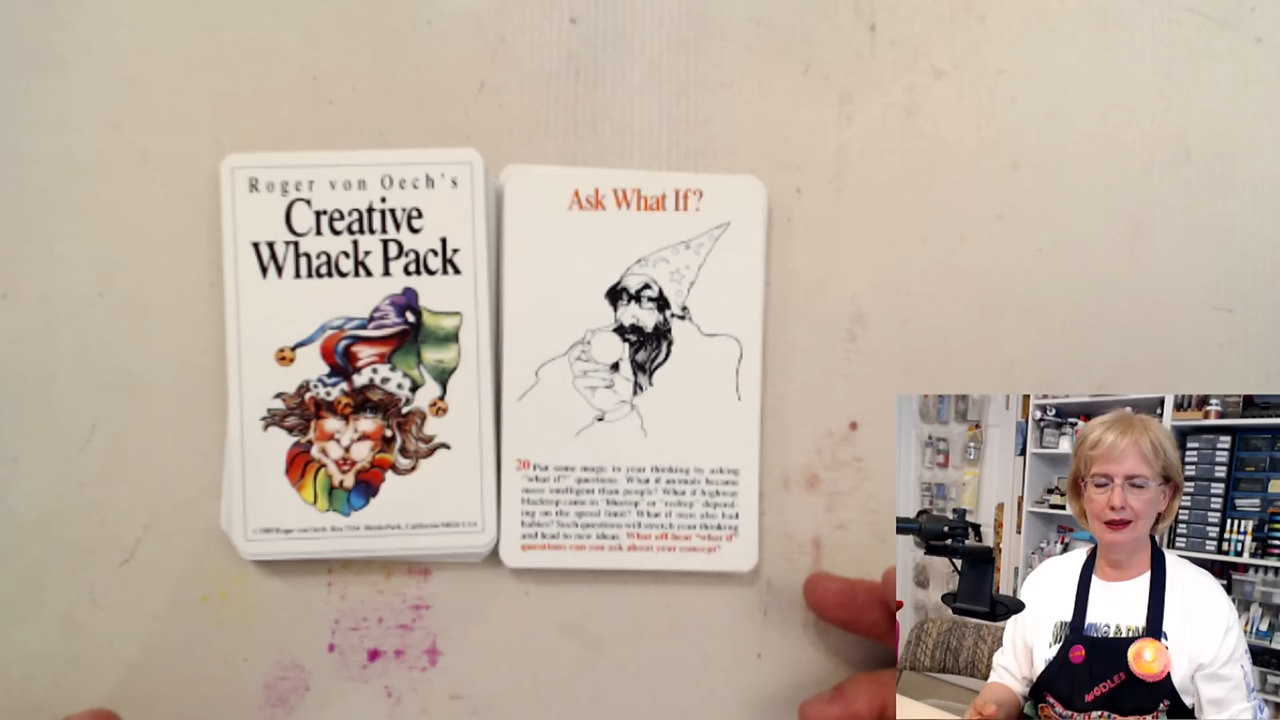 Roger von Oech's
Creative
Whack Pack
Ask What If?
20 Put some magic in your thinking by asking
"what if?" questions. What if animals became
more intelligent than people? What if highway
blacktop came in "bluetop" or "redtop" depend-
ing on the speed limit? What if men also had
babies? Such questions will stretch your thinking
and lead to new ideas. What off-beat "what if"
questions can you ask about your concept?
NOODLES